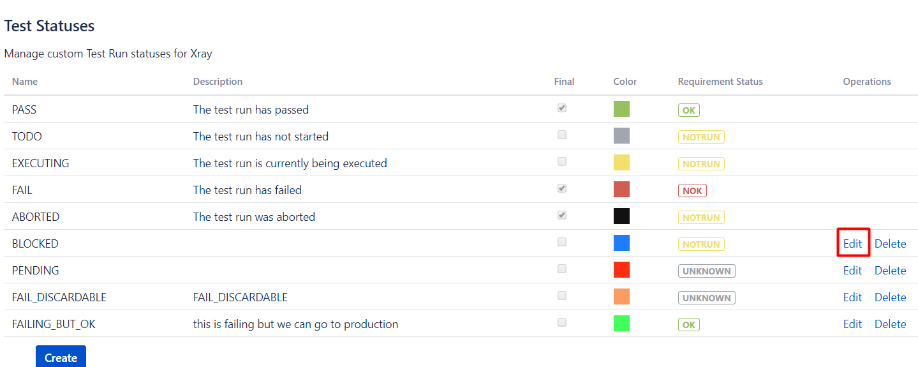 Test Statuses
Manage custom Test Run statuses for Xray
Name Description Final Color Requirement Status Operations
PASS The test run has passed OK
TODO The test run has not started NOTRUN
EXECUTING The test run is currently being executed NOTRUN
FAIL The test run has failed NOK
ABORTED The test run was aborted NOTRUN
BLOCKED NOTRUN Edit Delete
PENDING UNKNOWN Edit Delete
FAIL_DISCARDABLE FAIL_DISCARDABLE UNKNOWN Edit Delete
FAILING_BUT_OK this is failing but we can go to production OK Edit Delete
Create